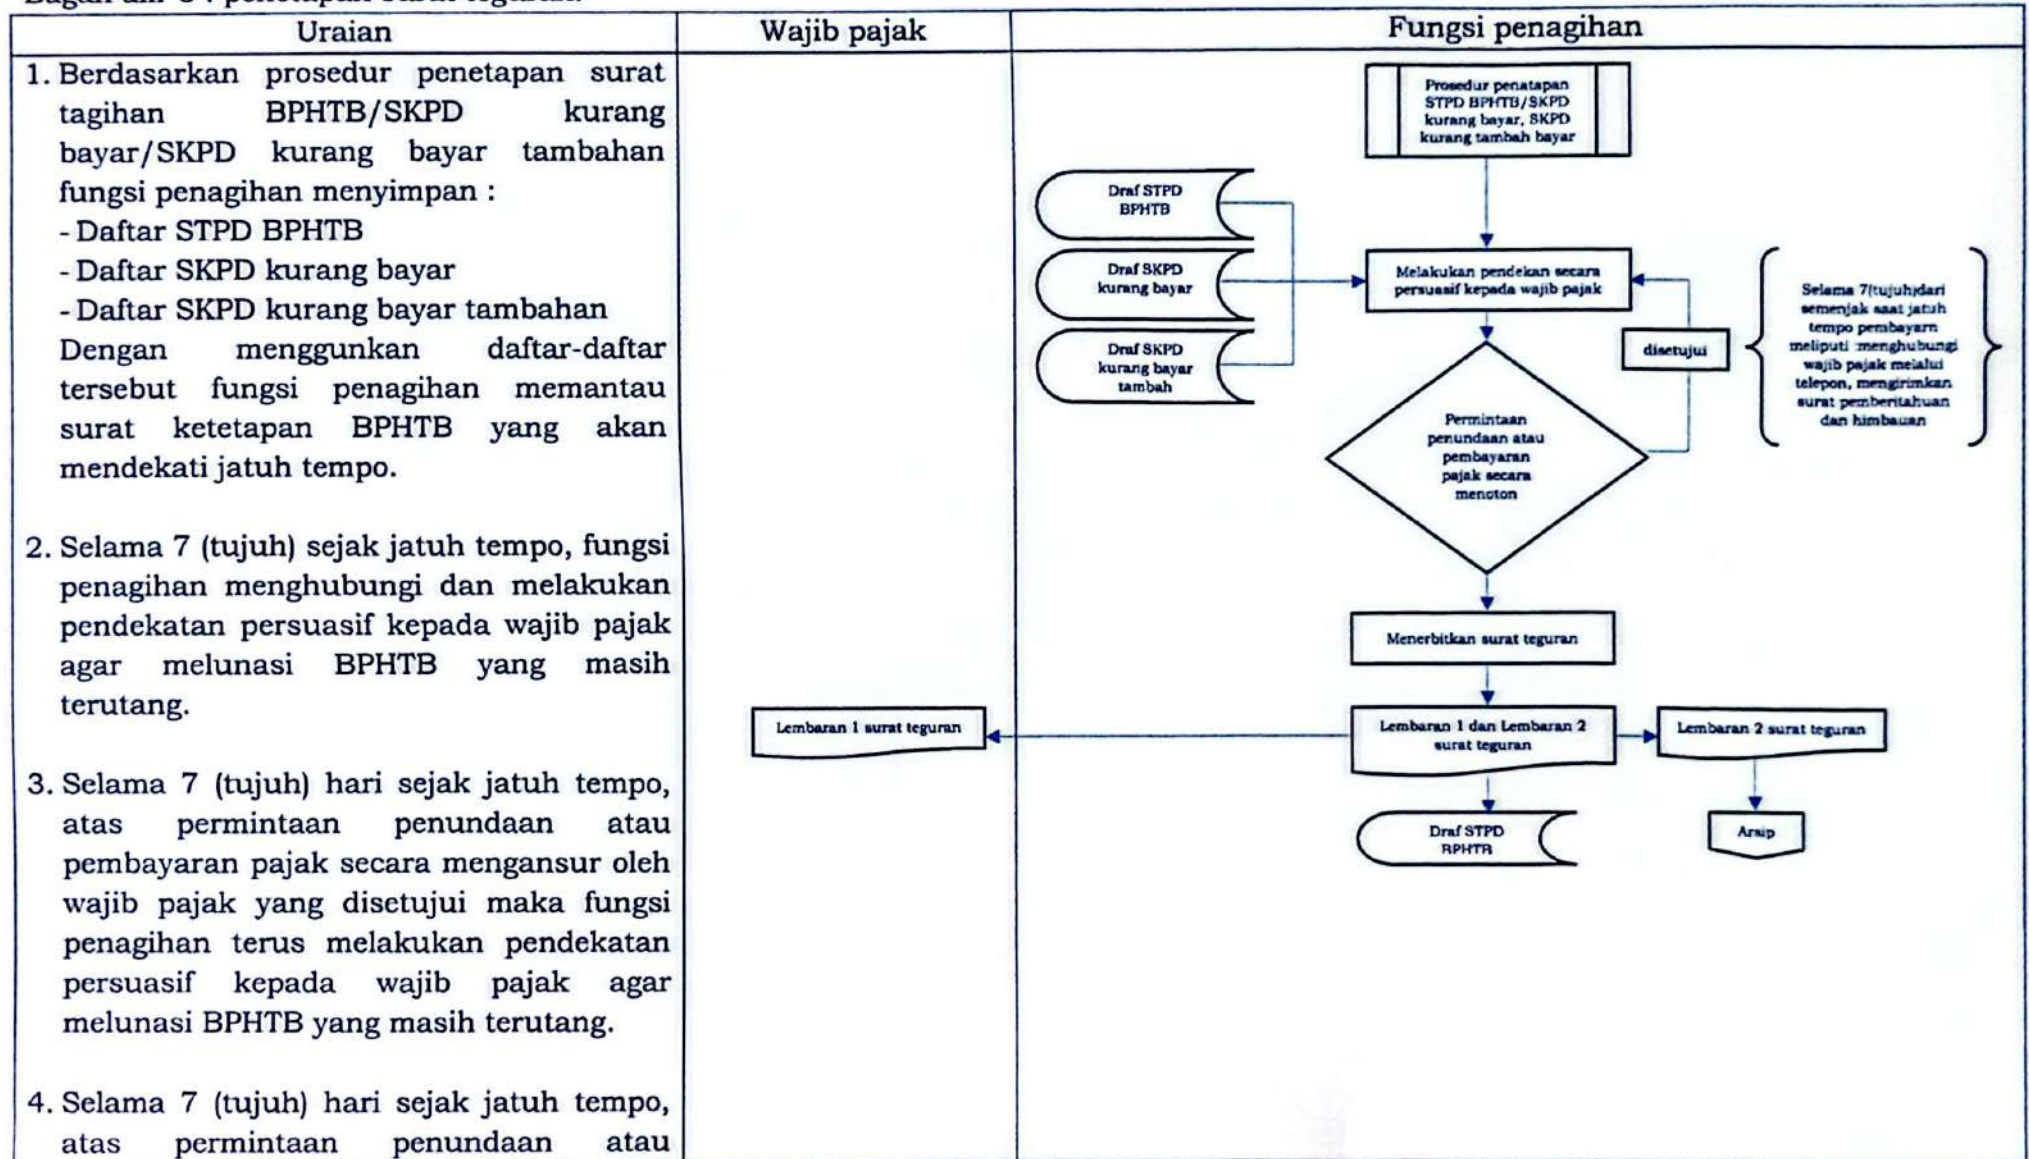 Uraian
Wajib pajak
Fungsi penagihan
1. Berdasarkan prosedur penetapan surat
tagihan BPHTB/SKPD kurang
bayar/SKPD kurang bayar tambahan
fungsi penagihan menyimpan :
- Daftar STPD BPHTB
- Daftar SKPD kurang bayar
- Daftar SKPD kurang bayar tambahan
Dengan menggunkan daftar-daftar
tersebut fungsi penagihan memantau
surat ketetapan BPHTB yang akan
mendekati jatuh tempo.
2. Selama 7 (tujuh) sejak jatuh tempo, fungsi
penagihan menghubungi dan melakukan
pendekatan persuasif kepada wajib pajak
agar melunasi BPHTB yang masih
terutang.
3. Selama 7 (tujuh) hari sejak jatuh tempo,
atas permintaan penundaan atau
pembayaran pajak secara mengansur oleh
wajib pajak yang disetujui maka fungsi
penagihan terus melakukan pendekatan
persuasif kepada wajib pajak agar
melunasi BPHTB yang masih terutang.
4. Selama 7 (tujuh) hari sejak jatuh tempo,
atas permintaan penundaan atau
Lembaran 1 surat teguran
Prosedur penatapan
STPD BPHTB/SKPD
kurang bayar, SKPD
kurang tambah bayar
Draf STPD
BPHTB
Draf SKPD
kurang bayar
Draf SKPD
kurang bayar
tambah
Melakukan pendekan secara
persuasif kepada wajib pajak
disetujui
Selama 7(tujuh)dari
semenjak saat jatuh
tempo pembayarn
meliputi :menghubungi
wajib pajak melalui
telepon, mengirimkan
surat pemberitahuan
dan himbauan
Permintaan
penundaan atau
pembayaran
pajak secara
menoton
Menerbitkan surat teguran
Lembaran 1 dan Lembaran 2
surat teguran
Lembaran 2 surat teguran
Draf STPD
BPHTB
Arsip